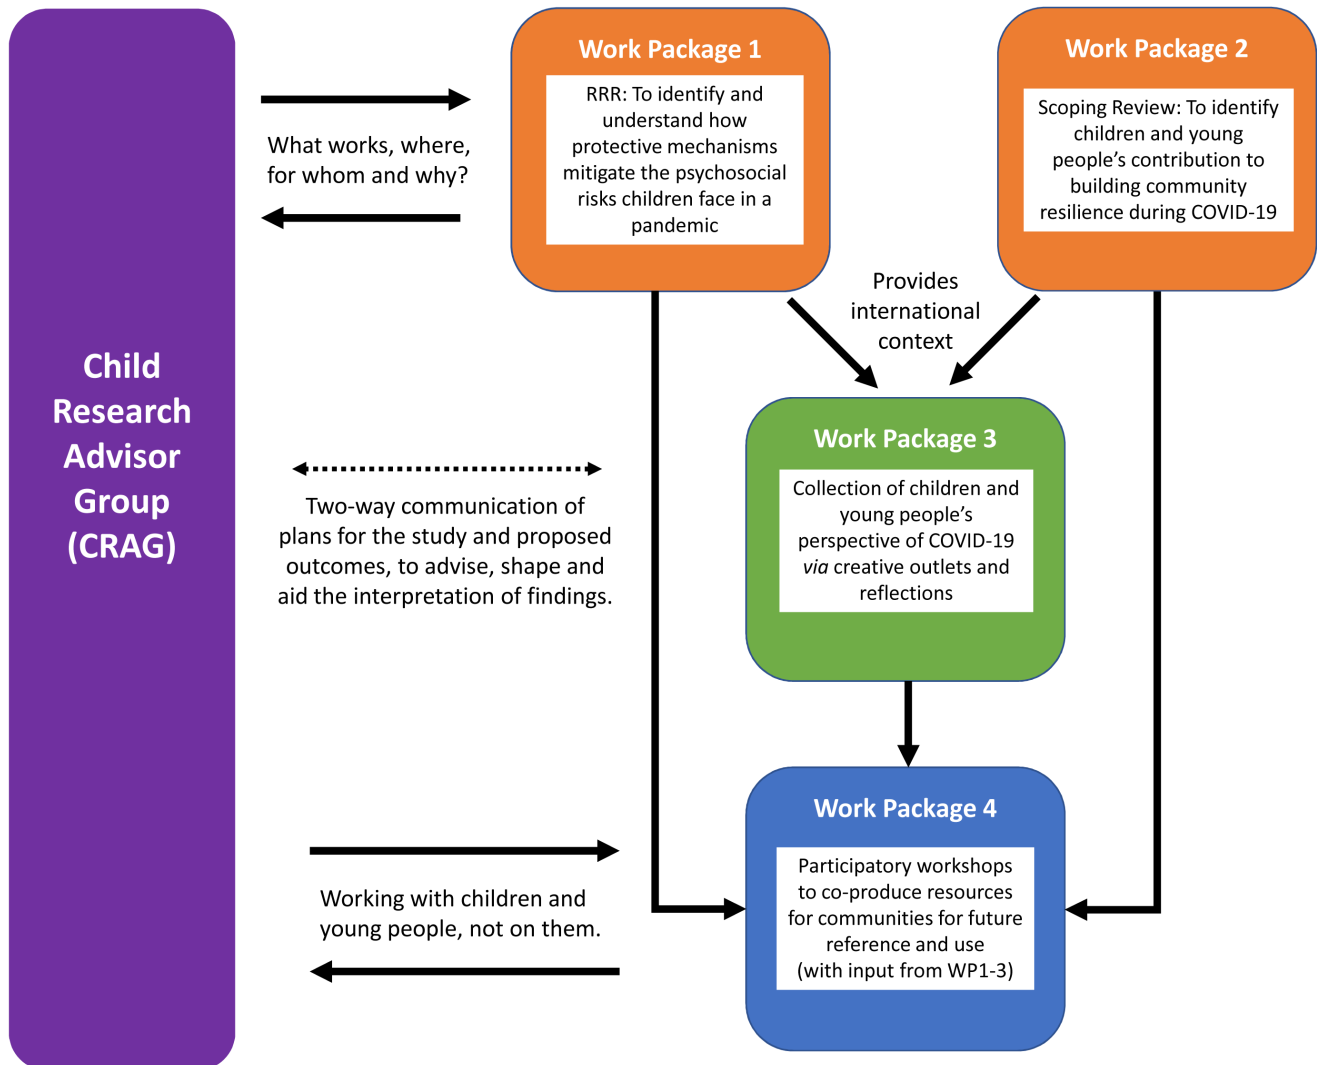 Child
Research
Advisor
Group
(CRAG)
What works, where,
for whom and why?
Two-way communication of
plans for the study and proposed
outcomes, to advise, shape and
aid the interpretation of findings.
Working with children and
young people, not on them.
Work Package 1
RRR: To identify and
understand how
protective mechanisms
mitigate the psychosocial
risks children face in a
pandemic
Work Package 2
Scoping Review: To identify
children and young
people’s contribution to
building community
resilience during COVID-19
Provides
international
context
Work Package 3
Collection of children and
young people’s
perspective of COVID-19
via creative outlets and
reflections
Work Package 4
Participatory workshops
to co-produce resources
for communities for future
reference and use
(with input from WP1-3)